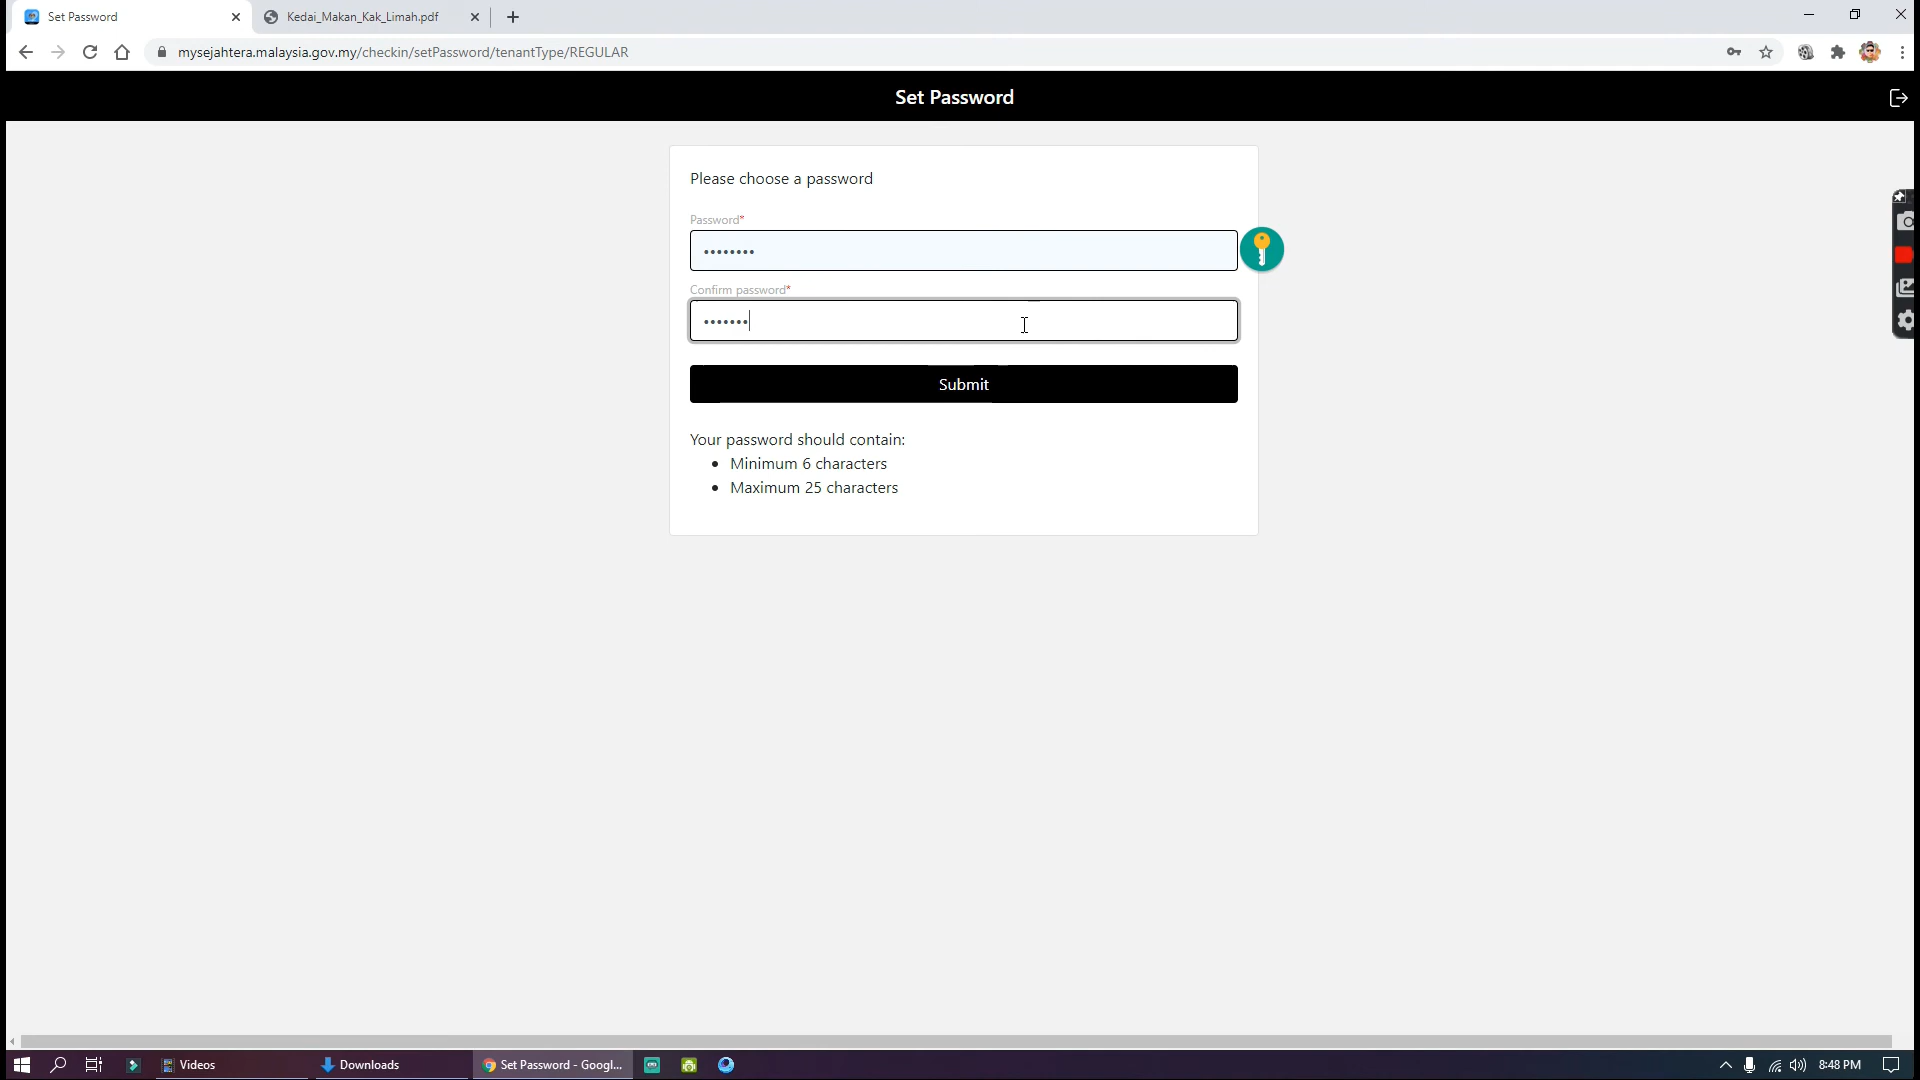 Set Password
Kedai_Makan_Kak_Limah.pdf
mysejahtera.malaysia.gov.my/checkin/setPassword/tenantType/REGULAR
Set Password
Please choose a password
Password*
••••••••
Confirm password*
•••••••
Submit
Your password should contain:
• Minimum 6 characters
• Maximum 25 characters
Videos
Downloads
Set Password - Googl...
8:48 PM